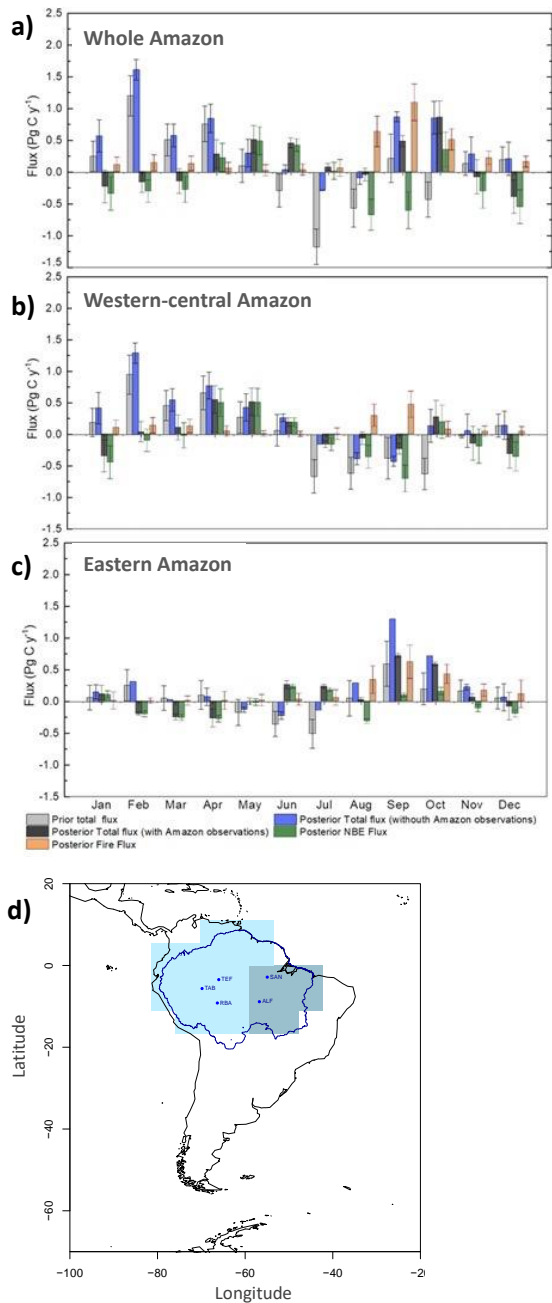 a)
Whole Amazon
Flux (Pg C y⁻¹)
2.5
2.0
1.5
1.0
0.5
0.0
-0.5
-1.0
-1.5
b)
Western-central Amazon
Flux (Pg C y⁻¹)
2.5
2.0
1.5
1.0
0.5
0.0
-0.5
-1.0
-1.5
c)
Eastern Amazon
Flux (Pg C y⁻¹)
2.5
2.0
1.5
1.0
0.5
0.0
-0.5
-1.0
-1.5
Jan Feb Mar Apr May Jun Jul Aug Sep Oct Nov Dec
Prior total flux
Posterior Total flux (withouth Amazon observations)
Posterior Total flux (with Amazon observations)
Posterior NBE Flux
Posterior Fire Flux
d)
Latitude
20
0
-20
-40
-60
TEF
SAN
TAB
RBA
ALF
-100 -80 -60 -40 -20
Longitude